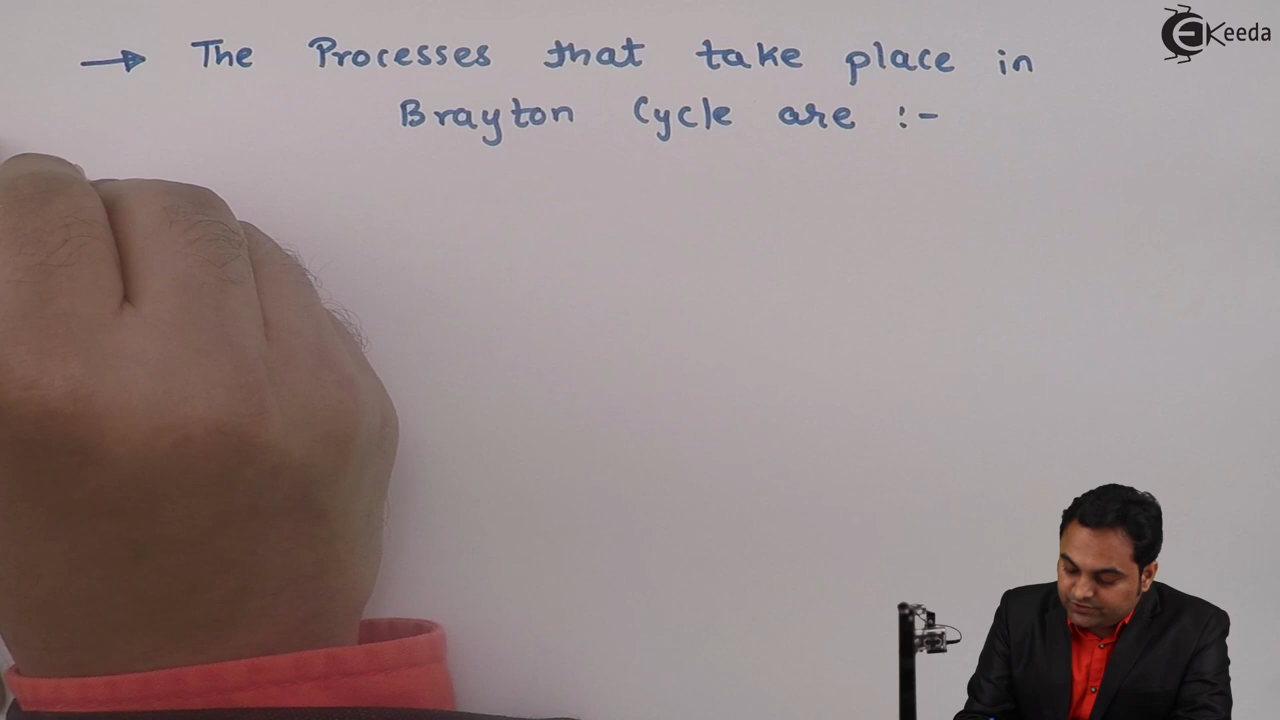 → The Processes that take place in
Brayton Cycle are :-
EKeeda